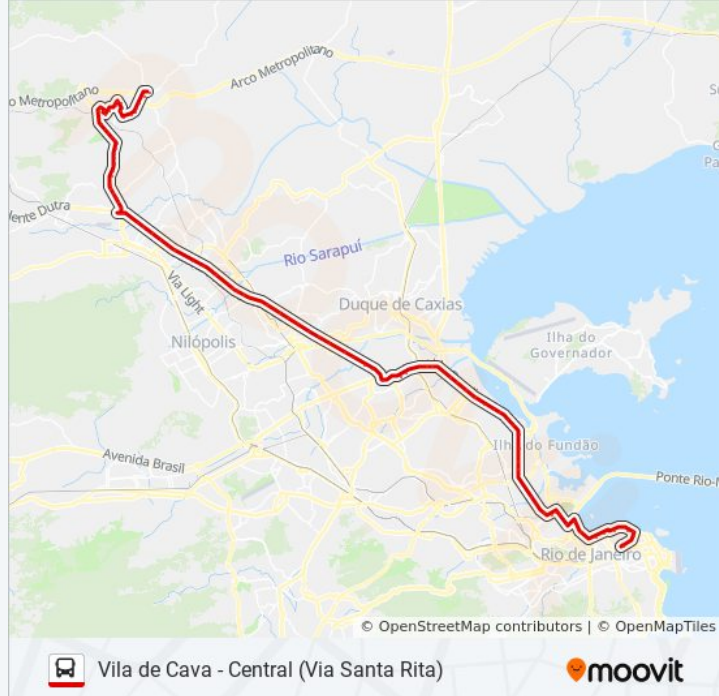 Arco Metropolitano
o Metropolitano
dente Dutra
Rio Sarapuí
Via Light
Duque de Caxias
Ilha do
Governador
Nilópolis
Avenida Brasil
Ilha do Fundão
Ponte Rio-N
Rio de Janeiro
© OpenStreetMap contributors | © OpenMapTiles
Vila de Cava - Central (Via Santa Rita)
moovit